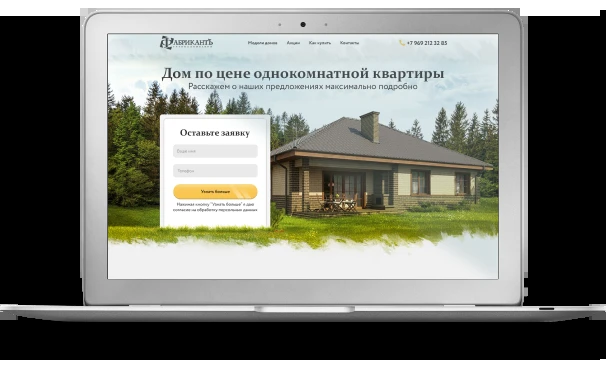 ФАБРИКАНТЪ
Модели домов Акции Как купить Контакты
+7 969 212 32 85
Дом по цене однокомнатной квартиры
Расскажем о наших предложениях максимально подробно
Оставьте заявку
Ваше имя
Телефон
Узнать больше
Нажимая кнопку "Узнать больше" я даю
согласие на обработку персональных данных